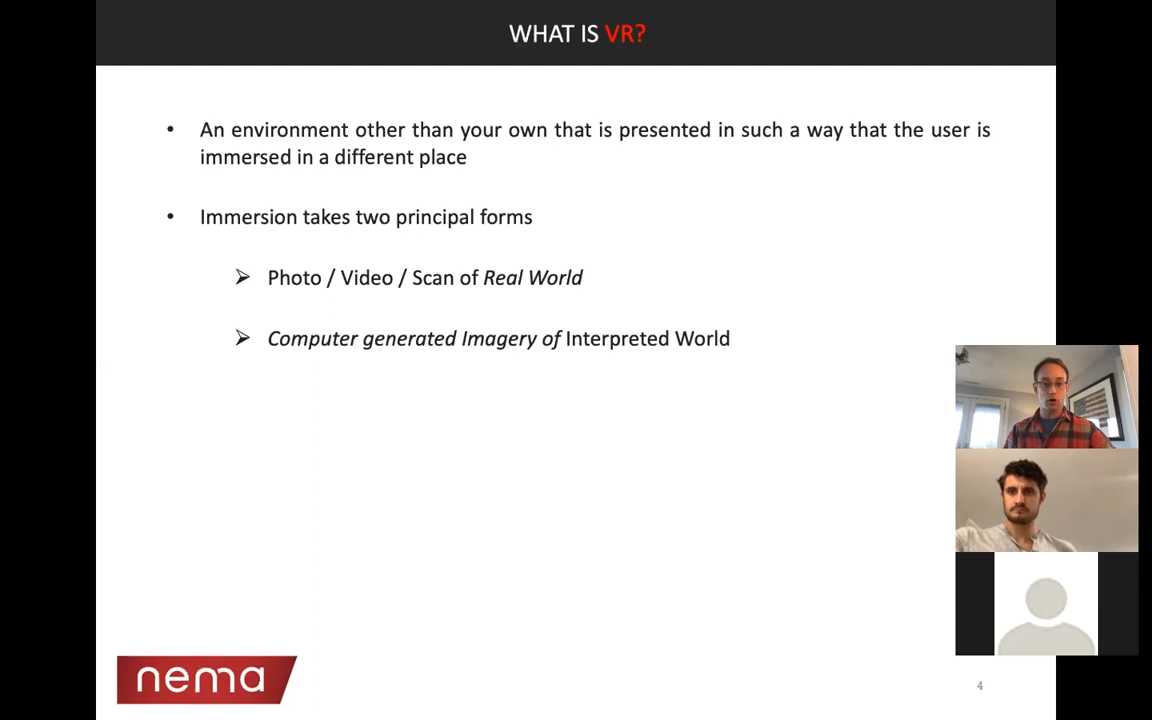 WHAT IS VR?
• An environment other than your own that is presented in such a way that the user is
immersed in a different place
• Immersion takes two principal forms
➢ Photo / Video / Scan of Real World
➢ Computer generated Imagery of Interpreted World
nema
4